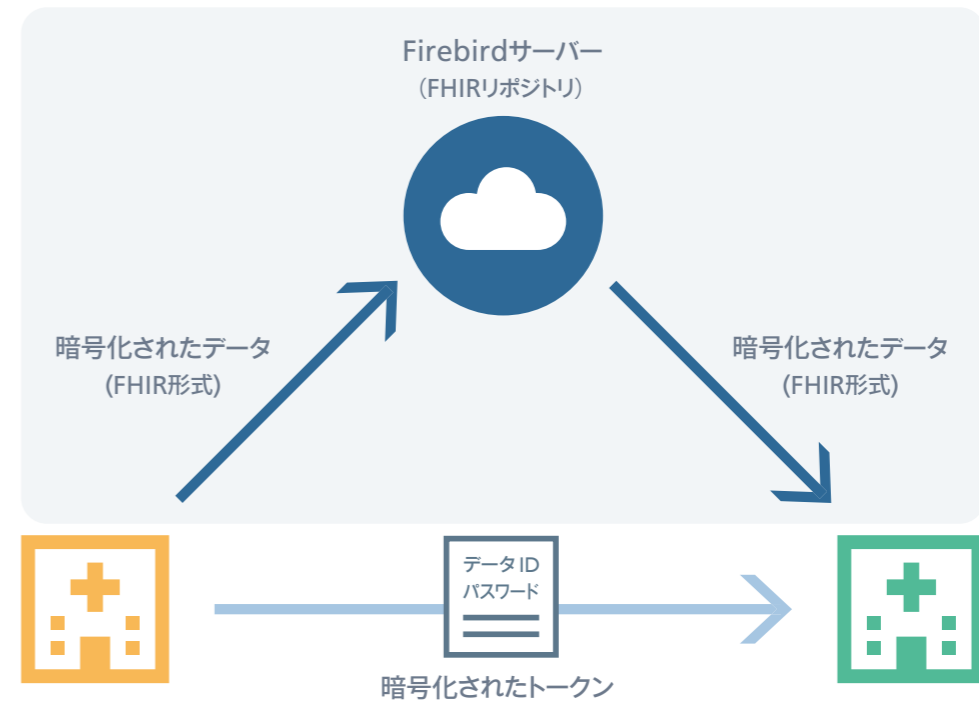 Firebirdサーバー
(FHIRリポジトリ)
暗号化されたデータ
(FHIR形式)
暗号化されたデータ
(FHIR形式)
データID
パスワード
暗号化されたトークン